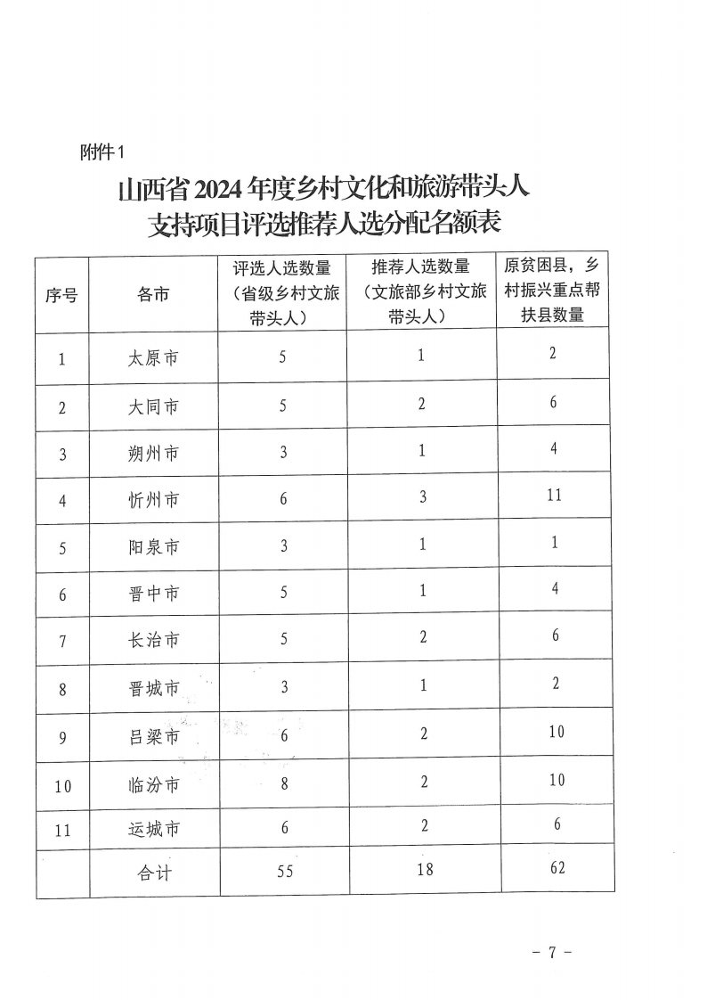 附件1
山西省2024年度乡村文化和旅游带头人
支持项目评选推荐人选分配名额表
序号 各市 评选人选数量（省级乡村文旅带头人） 推荐人选数量（文旅部乡村文旅带头人） 原贫困县，乡村振兴重点帮扶县数量
1 太原市 5 1 2
2 大同市 5 2 6
3 朔州市 3 1 4
4 忻州市 6 3 11
5 阳泉市 3 1 1
6 晋中市 5 1 4
7 长治市 5 2 6
8 晋城市 3 1 2
9 吕梁市 6 2 10
10 临汾市 8 2 10
11 运城市 6 2 6
合计 55 18 62
- 7 -